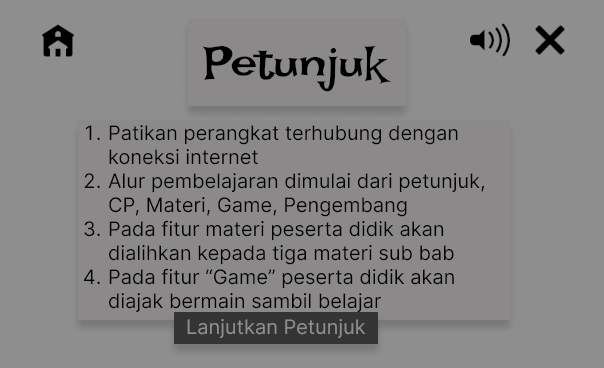 Petunjuk
1. Patikan perangkat terhubung dengan
koneksi internet
2. Alur pembelajaran dimulai dari petunjuk,
CP, Materi, Game, Pengembang
3. Pada fitur materi peserta didik akan
dialihkan kepada tiga materi sub bab
4. Pada fitur “Game” peserta didik akan
diajak bermain sambil belajar
Lanjutkan Petunjuk